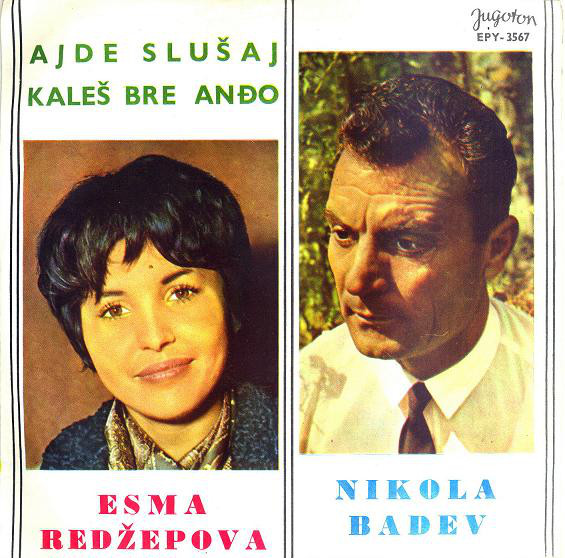 Jugoton
EPY-3567
AJDE SLUŠAJ
KALEŠ BRE ANĐO
ESMA
REDŽEPOVA
NIKOLA
BADEV